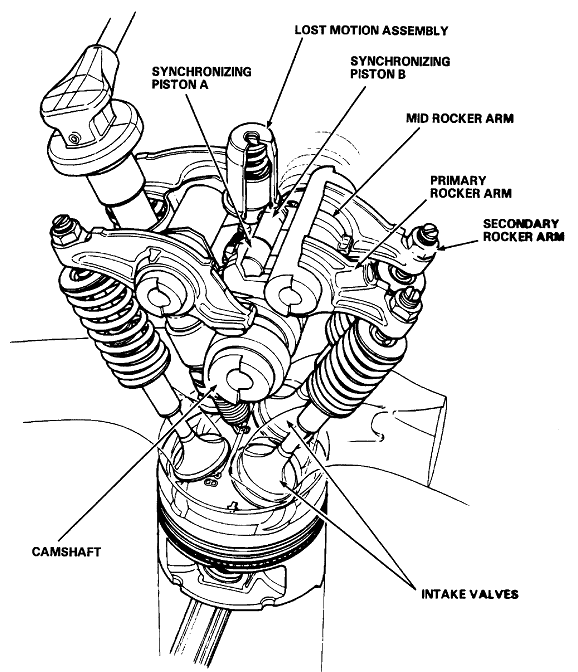 LOST MOTION ASSEMBLY
SYNCHRONIZING
PISTON B
SYNCHRONIZING
PISTON A
MID ROCKER ARM
PRIMARY
ROCKER ARM
SECONDARY
ROCKER ARM
CAMSHAFT
INTAKE VALVES